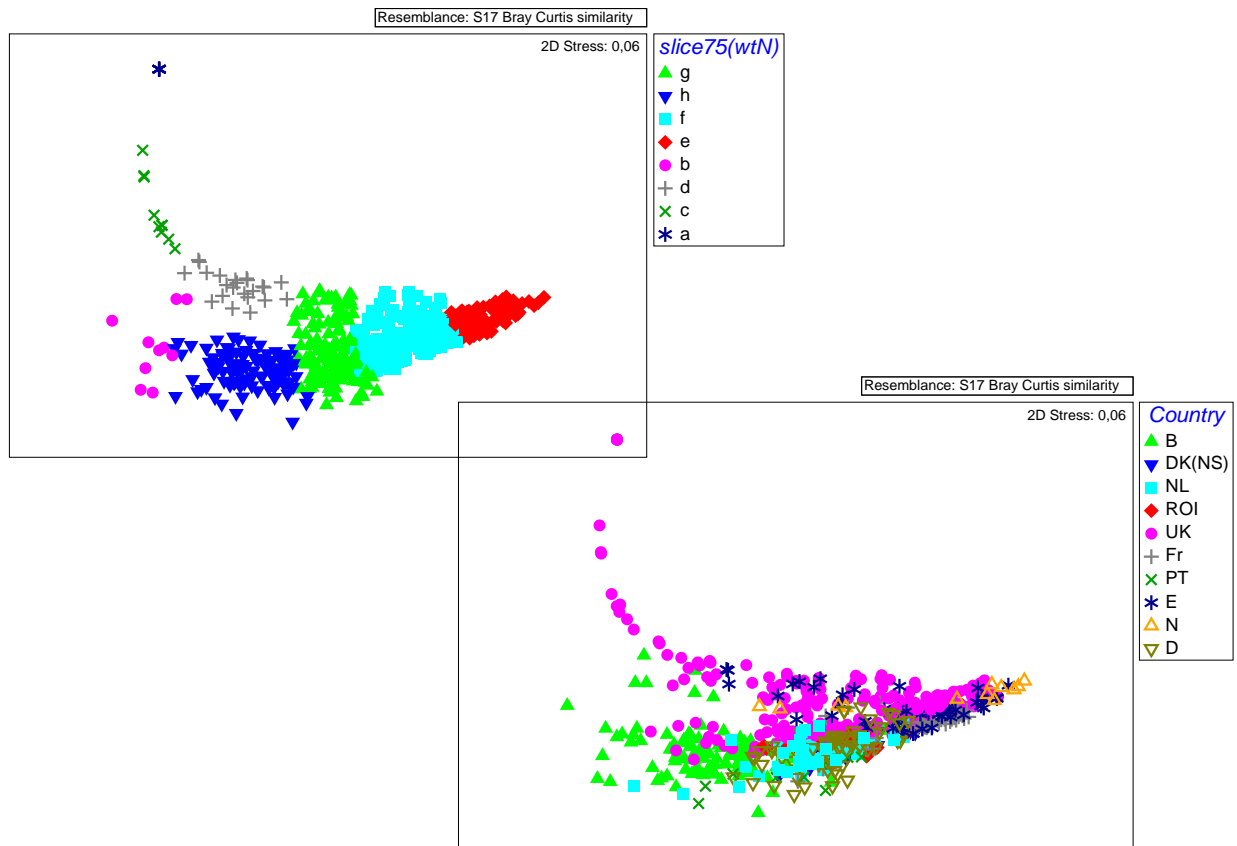 Resemblance: S17 Bray Curtis similarity
2D Stress: 0,06
slice75(wtN)
g
h
f
e
b
d
c
a
Resemblance: S17 Bray Curtis similarity
2D Stress: 0,06
Country
B
DK(NS)
NL
ROI
UK
Fr
PT
E
N
D